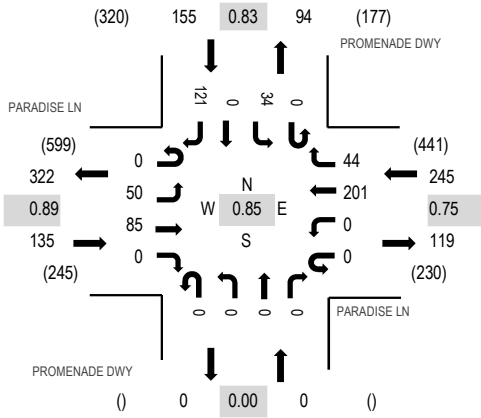 (320) 155 0.83 94 (177)
PROMENADE DWY
121 0 34 0
PARADISE LN
(599) (441)
0 44
322 245
50 N 201
0.89 W 0.85 E 0.75
85 0
135 S 119
0 0
(245) (230)
0 0 0 0
PARADISE LN
PROMENADE DWY
() 0 0.00 0 ()